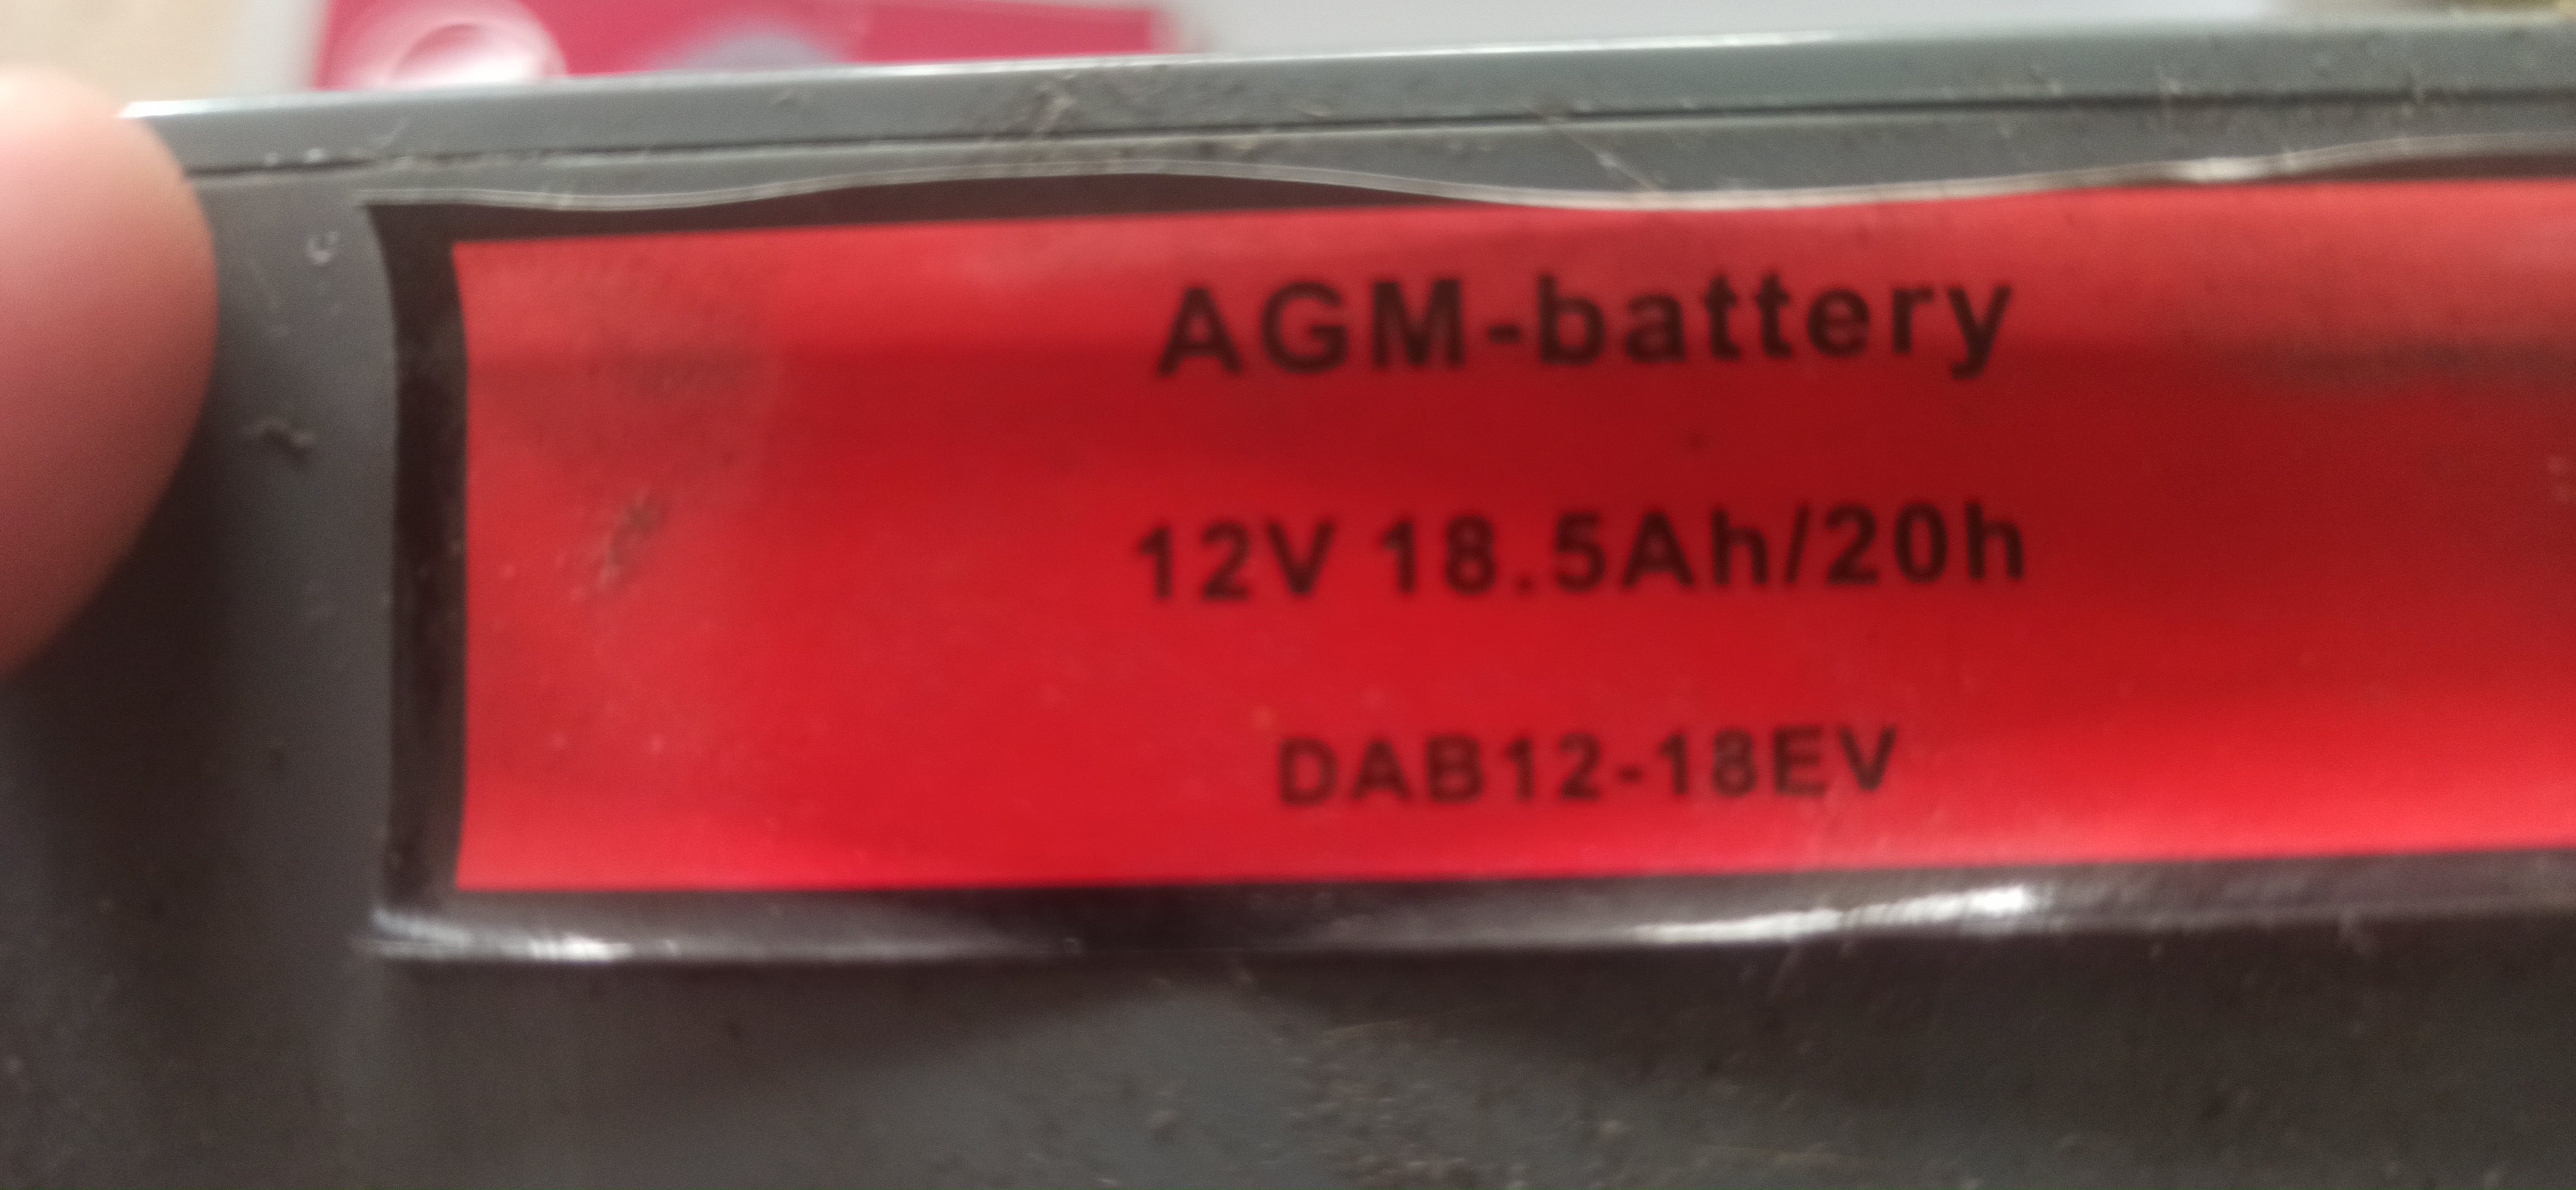 AGM-battery
12V 18.5Ah/20h
DAB12-18EV